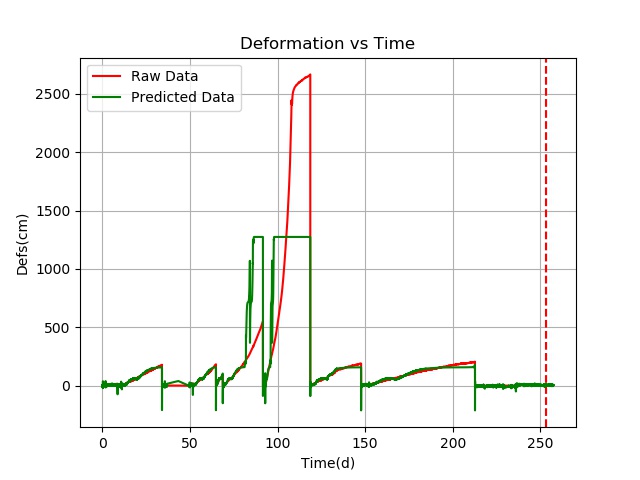 Deformation vs Time
Raw Data
Predicted Data
Defs(cm)
2500
2000
1500
1000
500
0
0 50 100 150 200 250
Time(d)